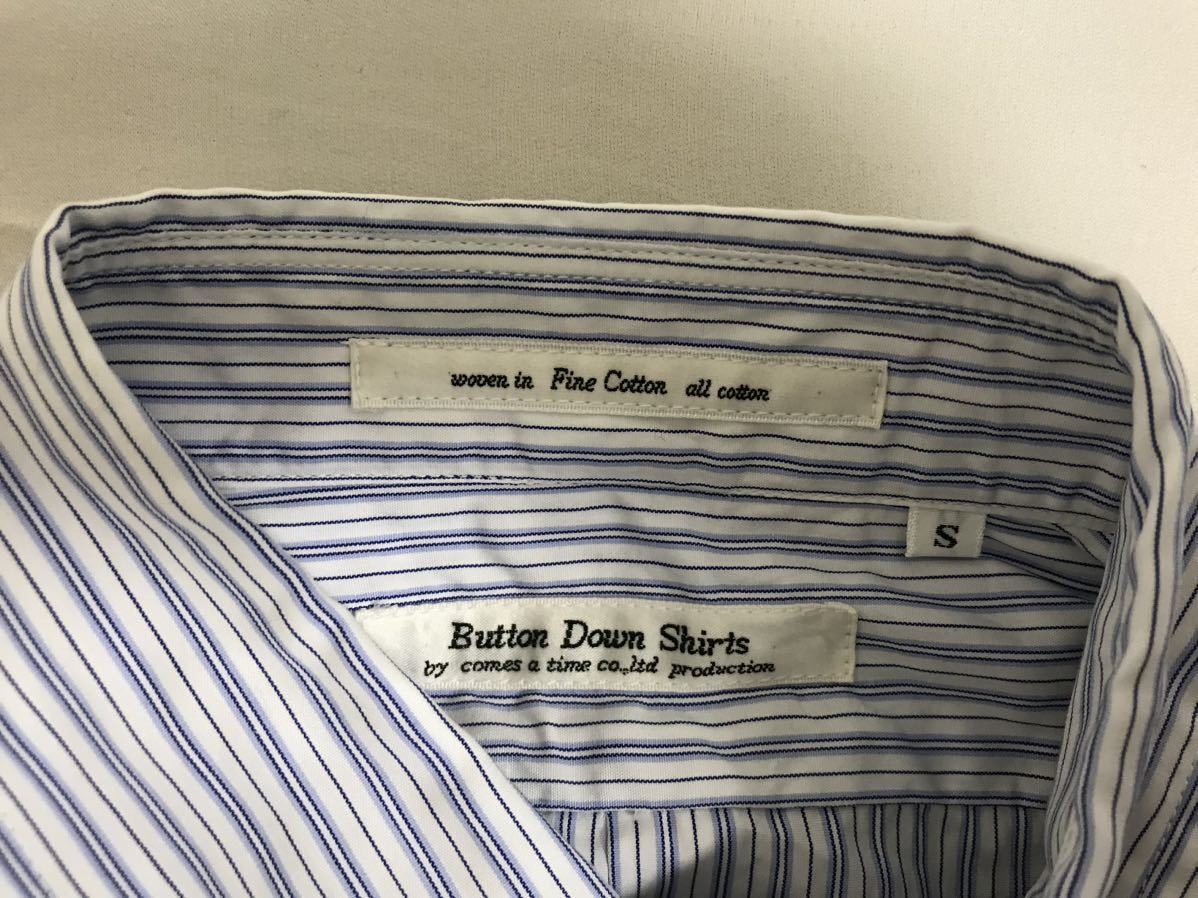 woven in Fine Cotton all cotton
S
Button Down Shirts
by comes a time co.,ltd production